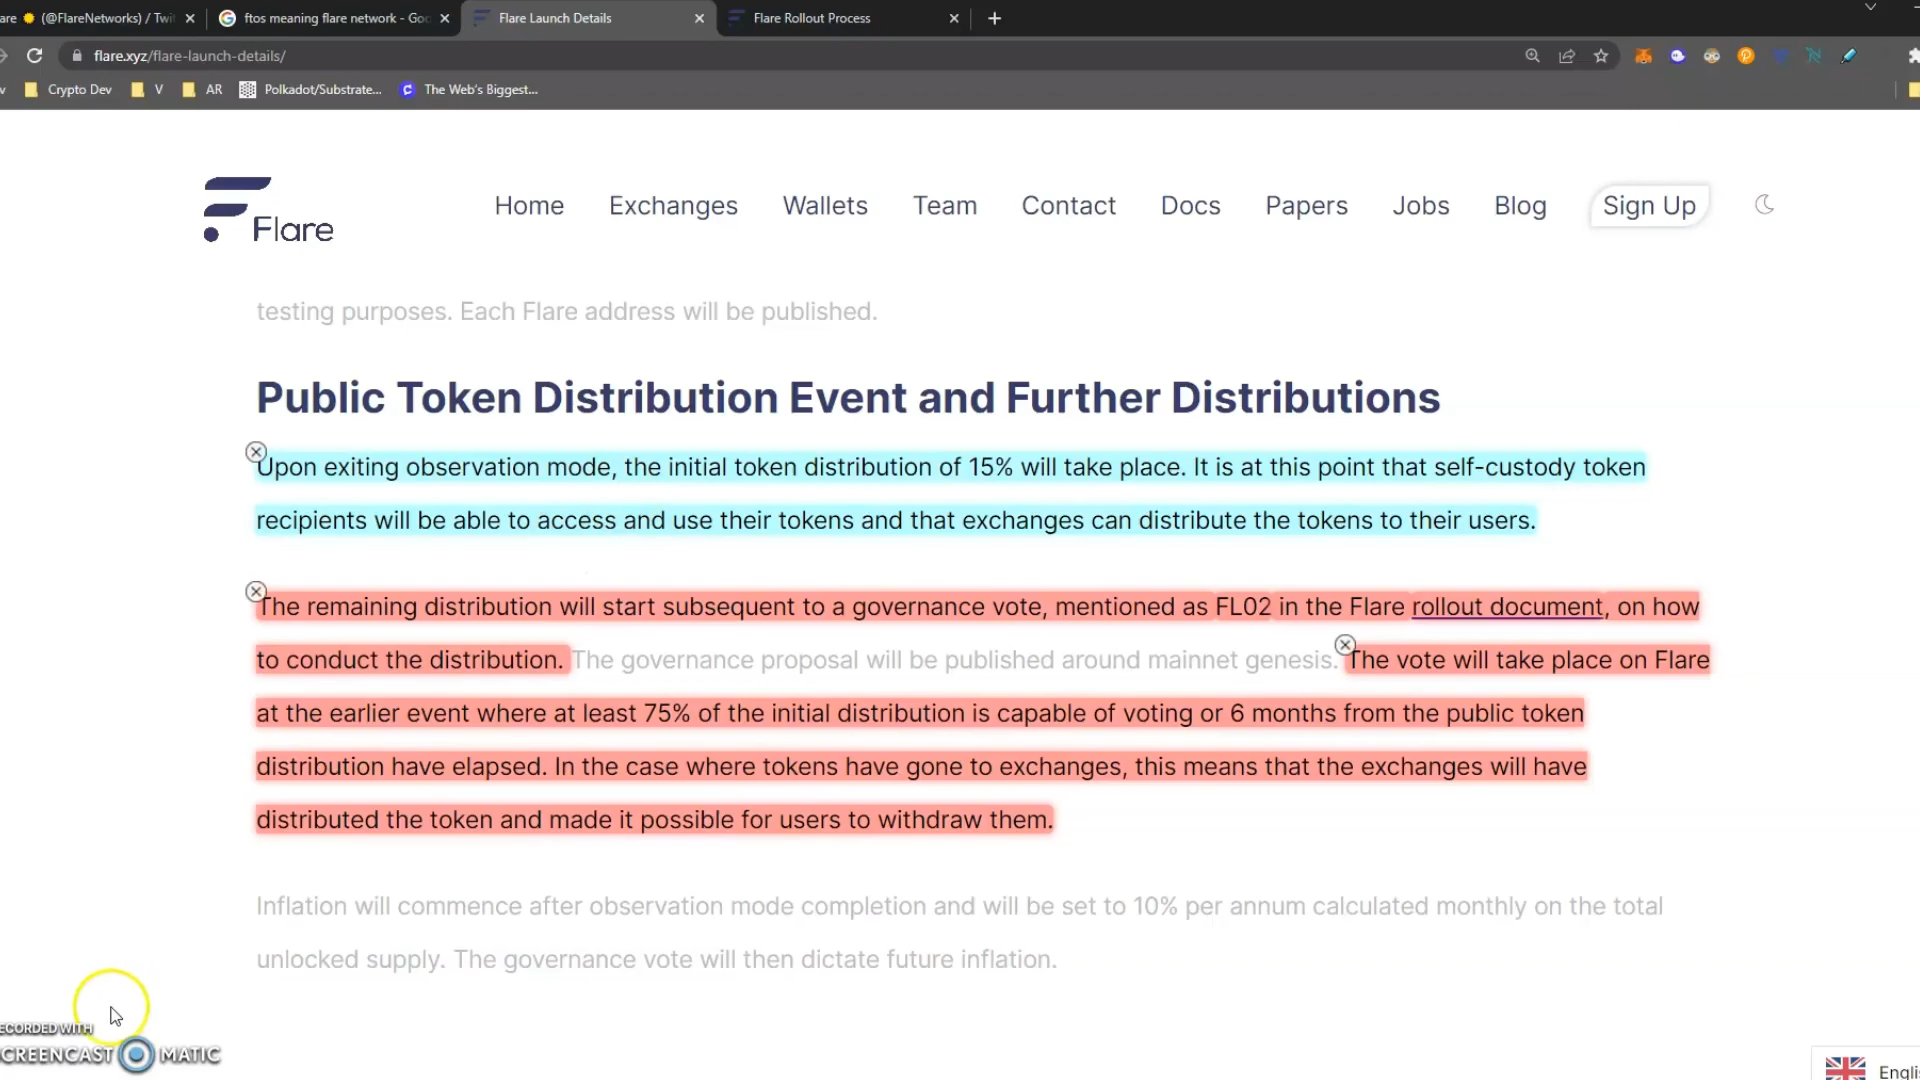 (@FlareNetworks) / Twit
ftos meaning flare network - Goo
Flare Launch Details
Flare Rollout Process
flare.xyz/flare-launch-details/
Crypto Dev
V
AR
Polkadot/Substrate...
The Web's Biggest...
Flare
Home
Exchanges
Wallets
Team
Contact
Docs
Papers
Jobs
Blog
Sign Up
testing purposes. Each Flare address will be published.
Public Token Distribution Event and Further Distributions
Upon exiting observation mode, the initial token distribution of 15% will take place. It is at this point that self-custody token
recipients will be able to access and use their tokens and that exchanges can distribute the tokens to their users.
The remaining distribution will start subsequent to a governance vote, mentioned as FL02 in the Flare rollout document, on how
to conduct the distribution. The governance proposal will be published around mainnet genesis. The vote will take place on Flare
at the earlier event where at least 75% of the initial distribution is capable of voting or 6 months from the public token
distribution have elapsed. In the case where tokens have gone to exchanges, this means that the exchanges will have
distributed the token and made it possible for users to withdraw them.
Inflation will commence after observation mode completion and will be set to 10% per annum calculated monthly on the total
unlocked supply. The governance vote will then dictate future inflation.
ECORDED WITH
CREENCAST MATIC
Engli